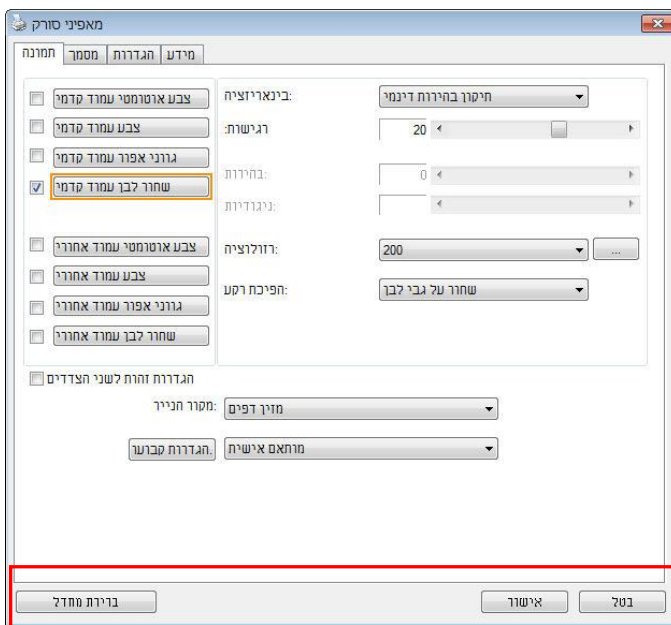 מאפיני סורק
תמונה מסמך הגדרות מידע
צבע אוטומטי עמוד קדמי
צבע עמוד קדמי
גווני אפור עמוד קדמי
שחור לבן עמוד קדמי
צבע אוטומטי עמוד אחורי
צבע עמוד אחורי
גווני אפור עמוד אחורי
שחור לבן עמוד אחורי
בינאריזציה: תיקון בהירות דינמי
רגישות: 20
בהירות: 0
ניגודיות:
רזולוציה: 200 ...
הפיכת רקע: שחור על גבי לבן
הגדרות זהות לשני הצדדים
מקור הנייר: מזין דפים
הגדרות קבועו. מותאם אישית
ברירת מחדל אישור בטל